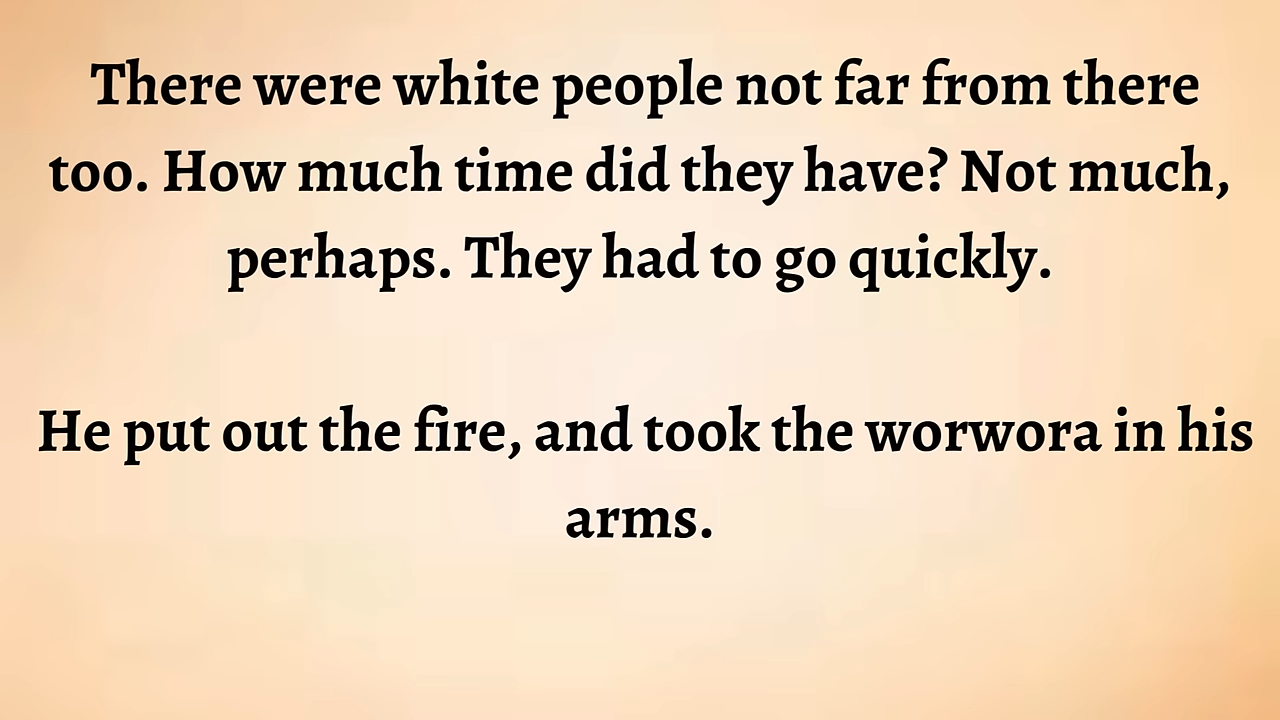 There were white people not far from there
too. How much time did they have? Not much,
perhaps. They had to go quickly.
He put out the fire, and took the worwora in his
arms.